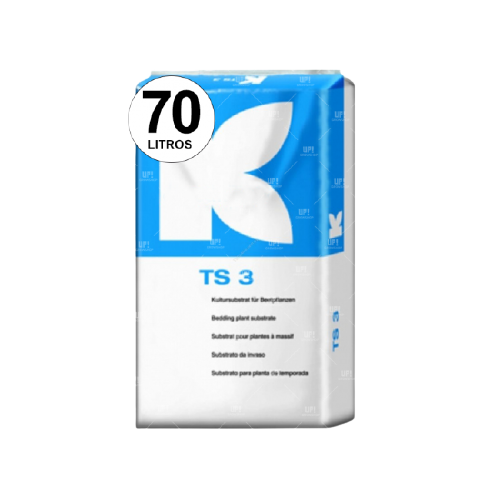 70
LITROS
TS 3
Kultursubstrat für Beetpflanzen
Bedding plant substrate
Substrat pour plantes à massif
Substrato da invaso
Substrato para planta de temporada
TS 3
UP!